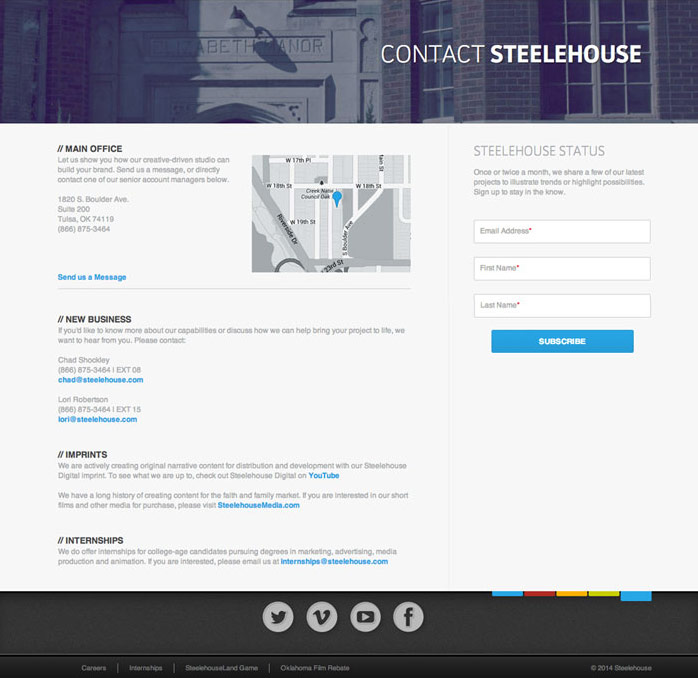 ELIZABETH MANOR
CONTACT STEELEHOUSE
// MAIN OFFICE
Let us show you how our creative-driven studio can
build your brand. Send us a message, or directly
contact one of our senior account managers below.
1820 S. Boulder Ave.
Suite 200
Tulsa, OK 74119
(866) 875-3464
Send us a Message
W 17th Pl
Main St
W 18th St
W 18th St
Creek Nation
Council Oak
W 19th St
Riverside Dr
S Boulder Ave
W 23rd St
// NEW BUSINESS
If you'd like to know more about our capabilities or discuss how we can help bring your project to life, we
want to hear from you. Please contact:
Chad Shockley
(866) 875-3464 | EXT 08
chad@steelehouse.com
Lori Robertson
(866) 875-3464 | EXT 15
lori@steelehouse.com
// IMPRINTS
We are actively creating original narrative content for distribution and development with our Steelehouse
Digital imprint. To see what we are up to, check out Steelehouse Digital on YouTube
We have a long history of creating content for the faith and family market. If you are interested in our short
films and other media for purchase, please visit SteelehouseMedia.com
// INTERNSHIPS
We do offer internships for college-age candidates pursuing degrees in marketing, advertising, media
production and animation. If you are interested, please email us at internships@steelehouse.com
STEELEHOUSE STATUS
Once or twice a month, we share a few of our latest
projects to illustrate trends or highlight possibilities.
Sign up to stay in the know.
Email Address*
First Name*
Last Name*
SUBSCRIBE
Careers
Internships
SteelehouseLand Game
Oklahoma Film Rebate
© 2014 Steelehouse